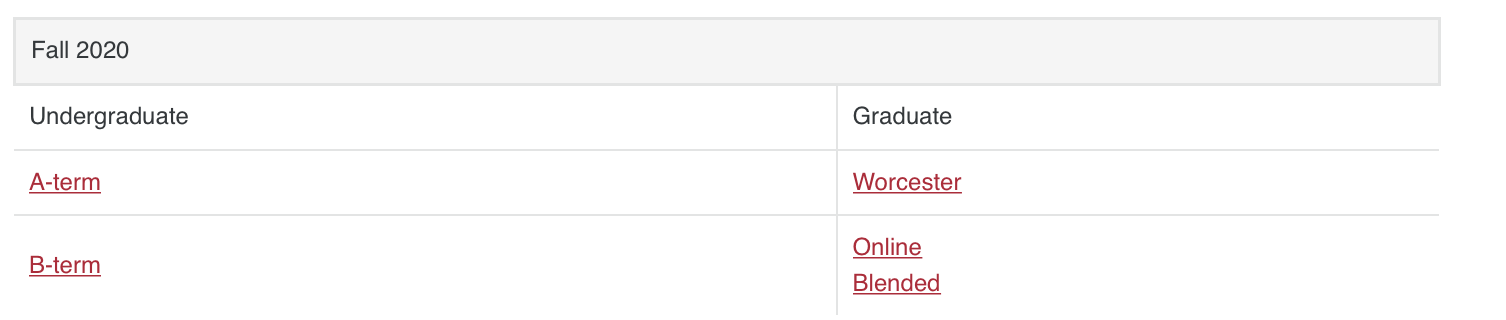 Fall 2020
Undergraduate
Graduate
A-term
Worcester
B-term
Online
Blended